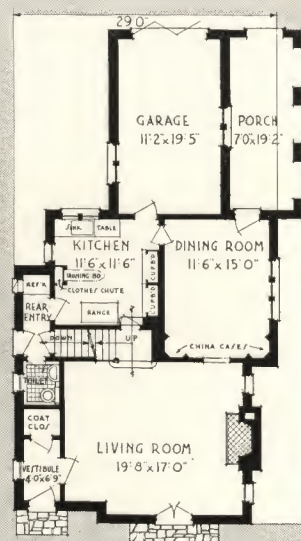 29'0"
GARAGE
11'2"x19'5"
PORCH
7'0"x19'2"
SINK TABLE
KITCHEN
11'6"x11'6"
DINING ROOM
11'6"x15'0"
CUPB'D
CUPB'D
IRONING BD
CLOTHES CHUTE
REF'R
REAR
ENTRY
RANGE
DOWN
UP
CHINA CASES
TOILET
COAT
CLOS
LIVING ROOM
19'8"x17'0"
VESTIBULE
4'0"x6'9"